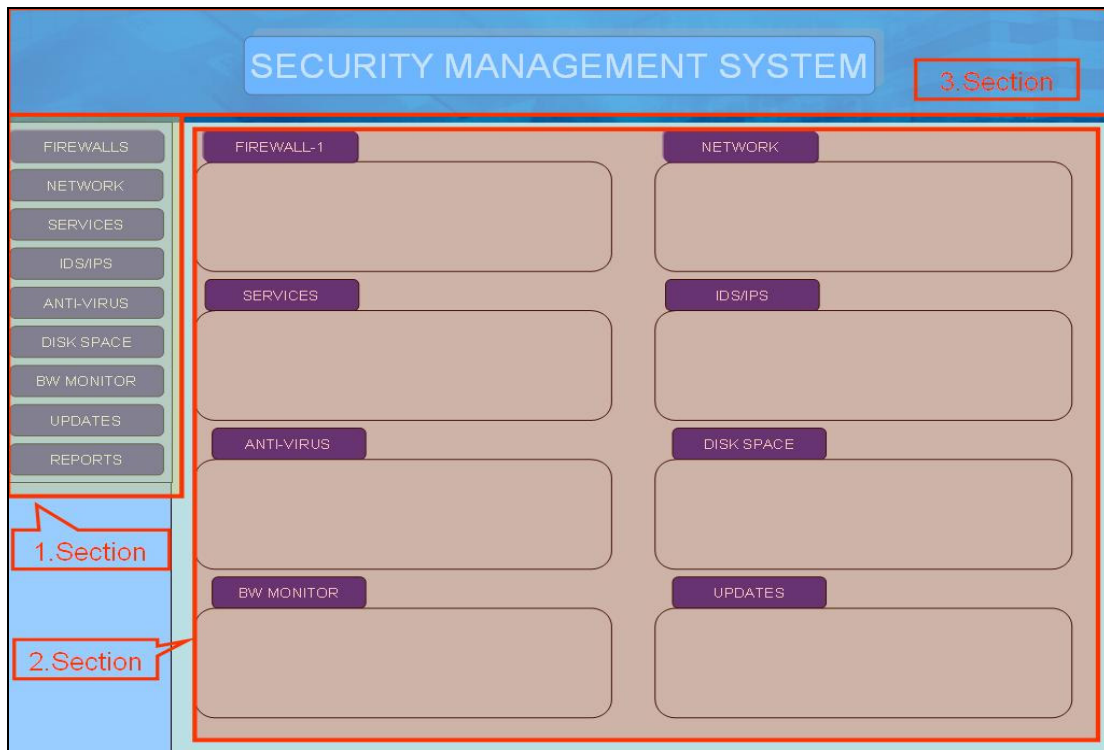 SECURITY MANAGEMENT SYSTEM
3.Section
FIREWALLS
NETWORK
SERVICES
IDS/IPS
ANTI-VIRUS
DISK SPACE
BW MONITOR
UPDATES
REPORTS
1.Section
2.Section
FIREWALL-1
NETWORK
SERVICES
IDS/IPS
ANTI-VIRUS
DISK SPACE
BW MONITOR
UPDATES